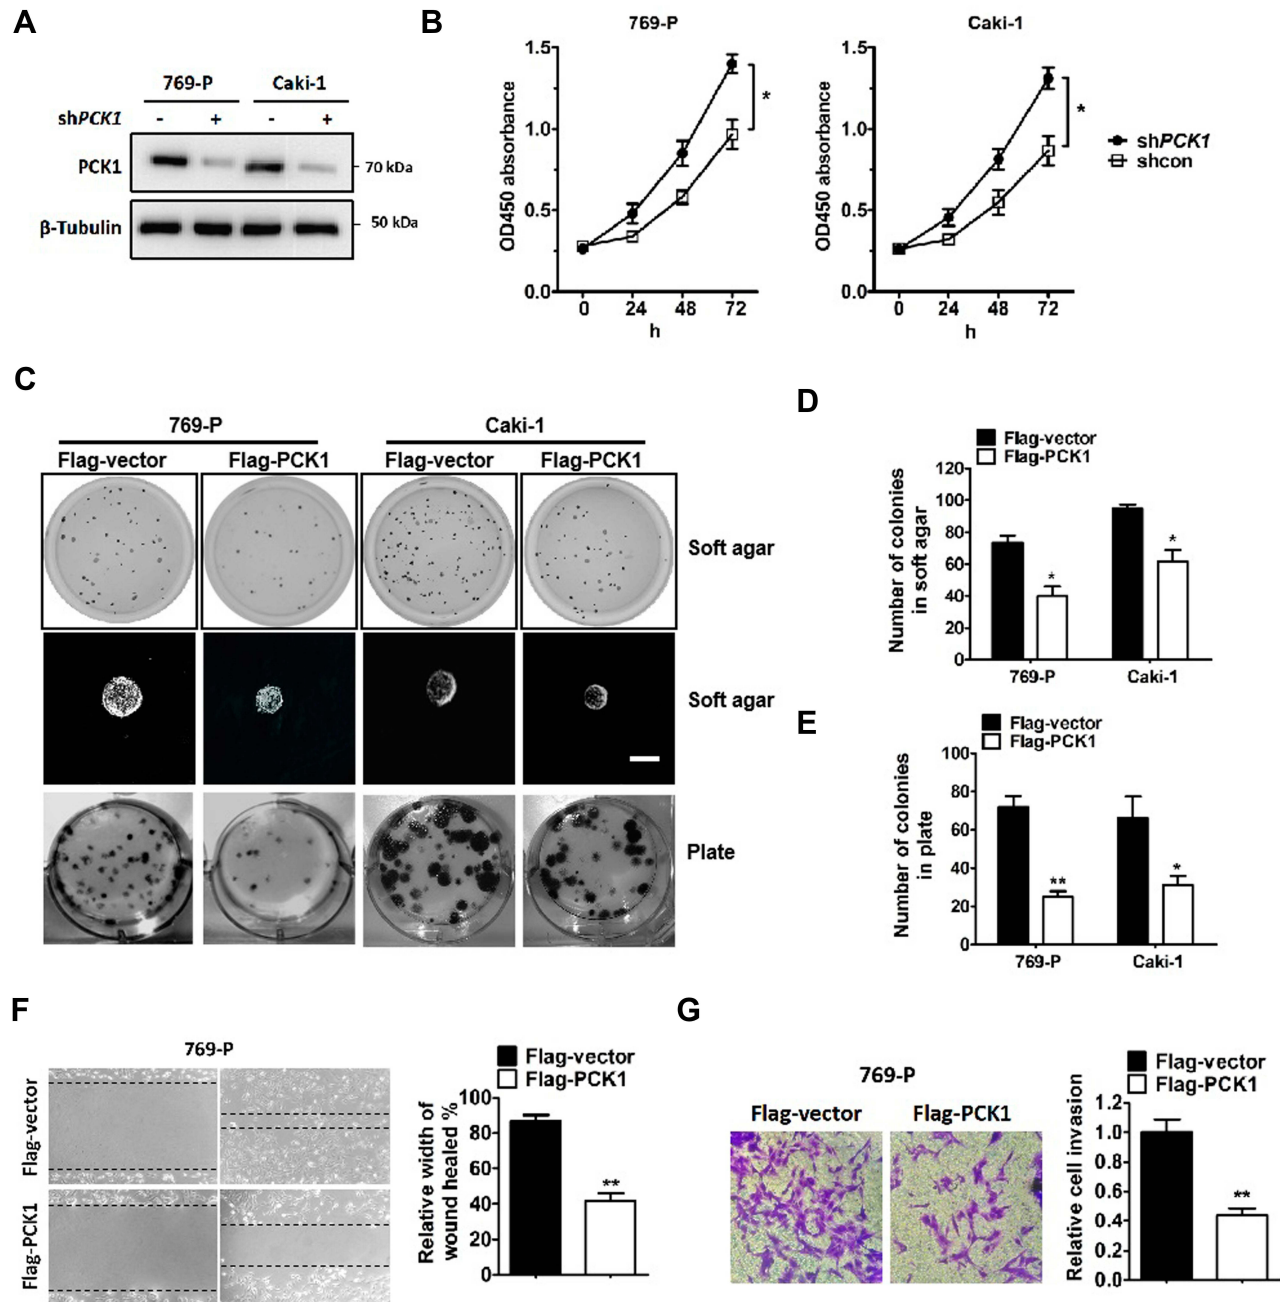 A
769-P Caki-1
shPCK1 - + - +
PCK1
70 kDa
β-Tubulin
50 kDa
B
769-P
OD450 absorbance
1.5
1.0
0.5
0.0
0 24 48 72
h
*
Caki-1
OD450 absorbance
1.5
1.0
0.5
0.0
0 24 48 72
h
*
shPCK1
shcon
C
769-P Caki-1
Flag-vector Flag-PCK1 Flag-vector Flag-PCK1
Soft agar
Soft agar
Plate
D
Flag-vector
Flag-PCK1
Number of colonies
in soft agar
120
100
80
60
40
20
0
* *
769-P Caki-1
E
Flag-vector
Flag-PCK1
Number of colonies
in plate
100
80
60
40
20
0
** *
769-P Caki-1
F
769-P
Flag-vector
Flag-PCK1
Flag-vector
Flag-PCK1
Relative width of
wound healed %
100
80
60
40
20
0
**
G
769-P
Flag-vector Flag-PCK1
Flag-vector
Flag-PCK1
Relative cell invasion
1.2
1.0
0.8
0.6
0.4
0.2
0.0
**